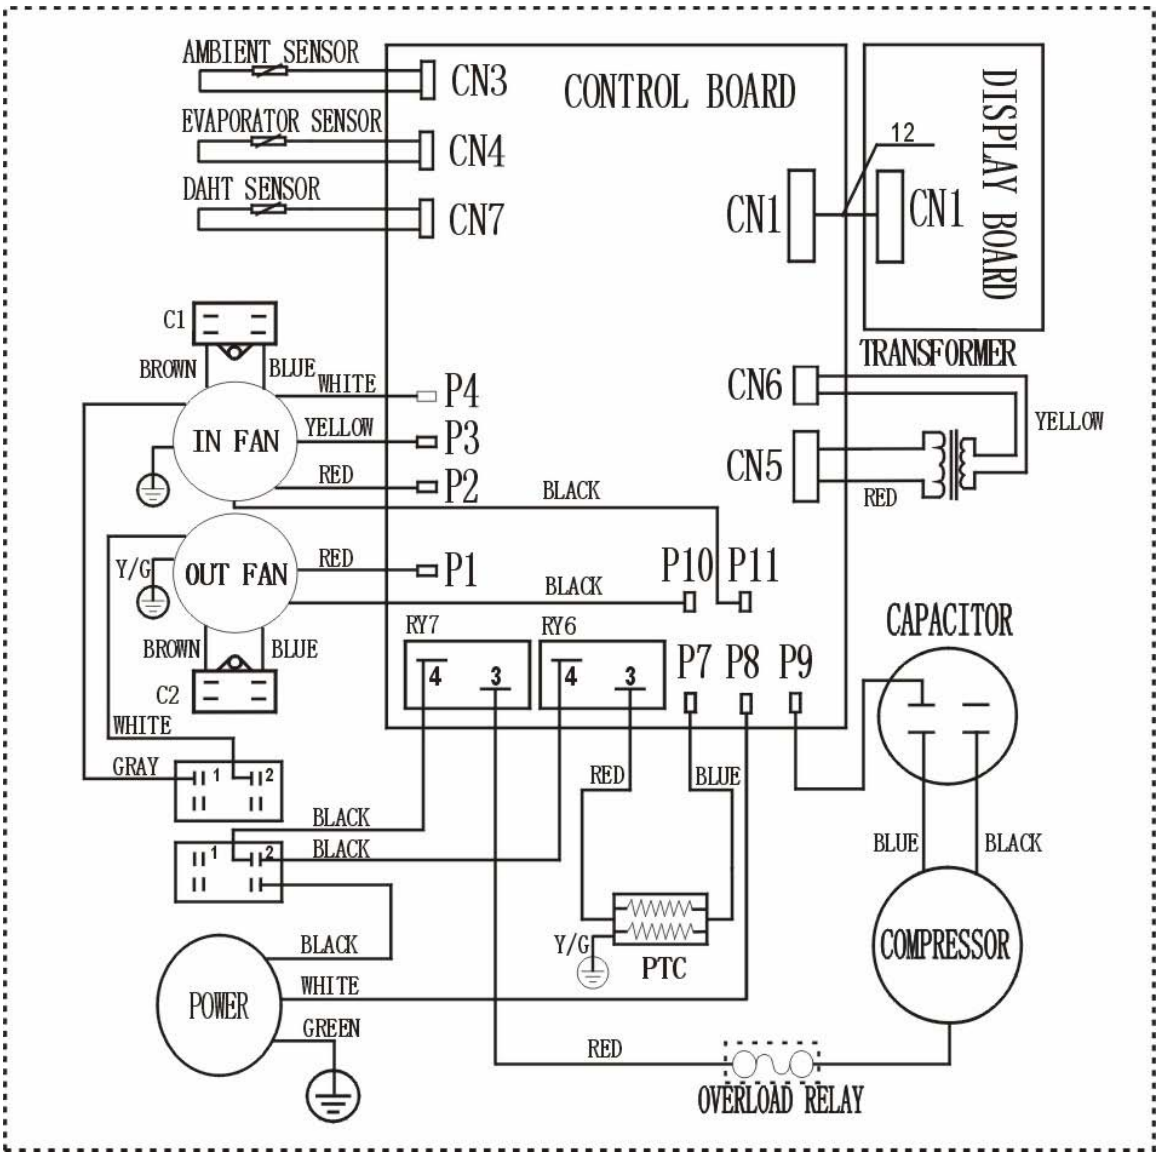 AMBIENT SENSOR
CN3
CONTROL BOARD
DISPLAY BOARD
EVAPORATOR SENSOR
CN4
12
DAHT SENSOR
CN7
CN1
CN1
C1
BROWN
BLUE
WHITE
P4
IN FAN
YELLOW
P3
RED
P2
TRANSFORMER
CN6
YELLOW
CN5
RED
BLACK
Y/G
OUT FAN
RED
P1
BLACK
P10
P11
BROWN
BLUE
C2
RY7
4
3
RY6
4
3
P7
P8
P9
CAPACITOR
WHITE
GRAY
1
2
RED
BLUE
BLACK
1
2
BLACK
BLUE
BLACK
BLACK
Y/G
PTC
COMPRESSOR
POWER
WHITE
GREEN
RED
OVERLOAD RELAY